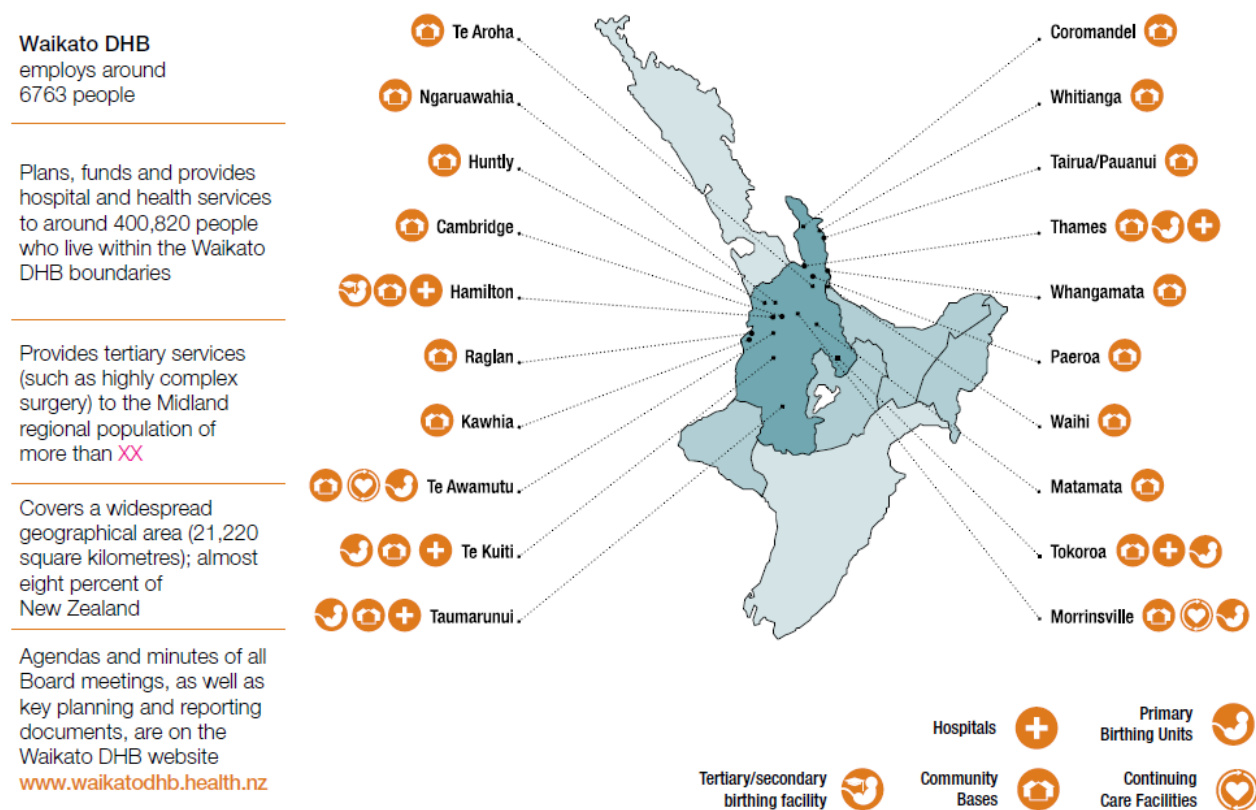 Waikato DHB
employs around
6763 people
Plans, funds and provides
hospital and health services
to around 400,820 people
who live within the Waikato
DHB boundaries
Provides tertiary services
(such as highly complex
surgery) to the Midland
regional population of
more than XX
Covers a widespread
geographical area (21,220
square kilometres); almost
eight percent of
New Zealand
Agendas and minutes of all
Board meetings, as well as
key planning and reporting
documents, are on the
Waikato DHB website
www.waikatodhb.health.nz
Te Aroha
Ngaruawahia
Huntly
Cambridge
Hamilton
Raglan
Kawhia
Te Awamutu
Te Kuiti
Taumarunui
Coromandel
Whitianga
Tairua/Pauanui
Thames
Whangamata
Paeroa
Waihi
Matamata
Tokoroa
Morrinsville
Hospitals
Primary
Birthing Units
Tertiary/secondary
birthing facility
Community
Bases
Continuing
Care Facilities